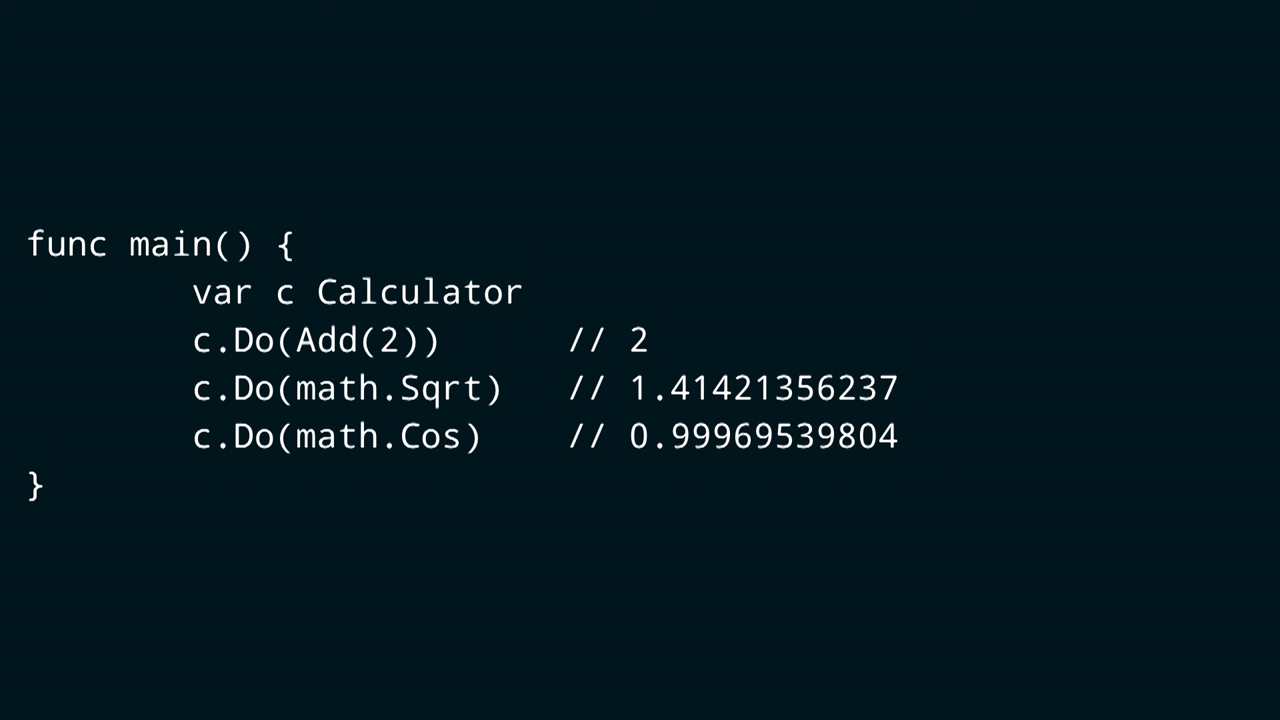 func main() {
        var c Calculator
        c.Do(Add(2))      // 2
        c.Do(math.Sqrt)   // 1.41421356237
        c.Do(math.Cos)    // 0.99969539804
}